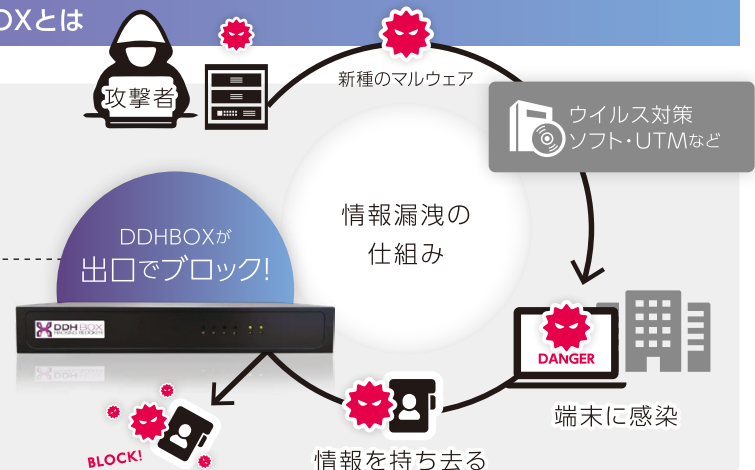 OXとは
攻撃者
新種のマルウェア
ウイルス対策
ソフト・UTMなど
DDHBOXが
出口でブロック!
情報漏洩の
仕組み
DDH BOX
HACKING BLOCKER
DANGER
端末に感染
BLOCK!
情報を持ち去る